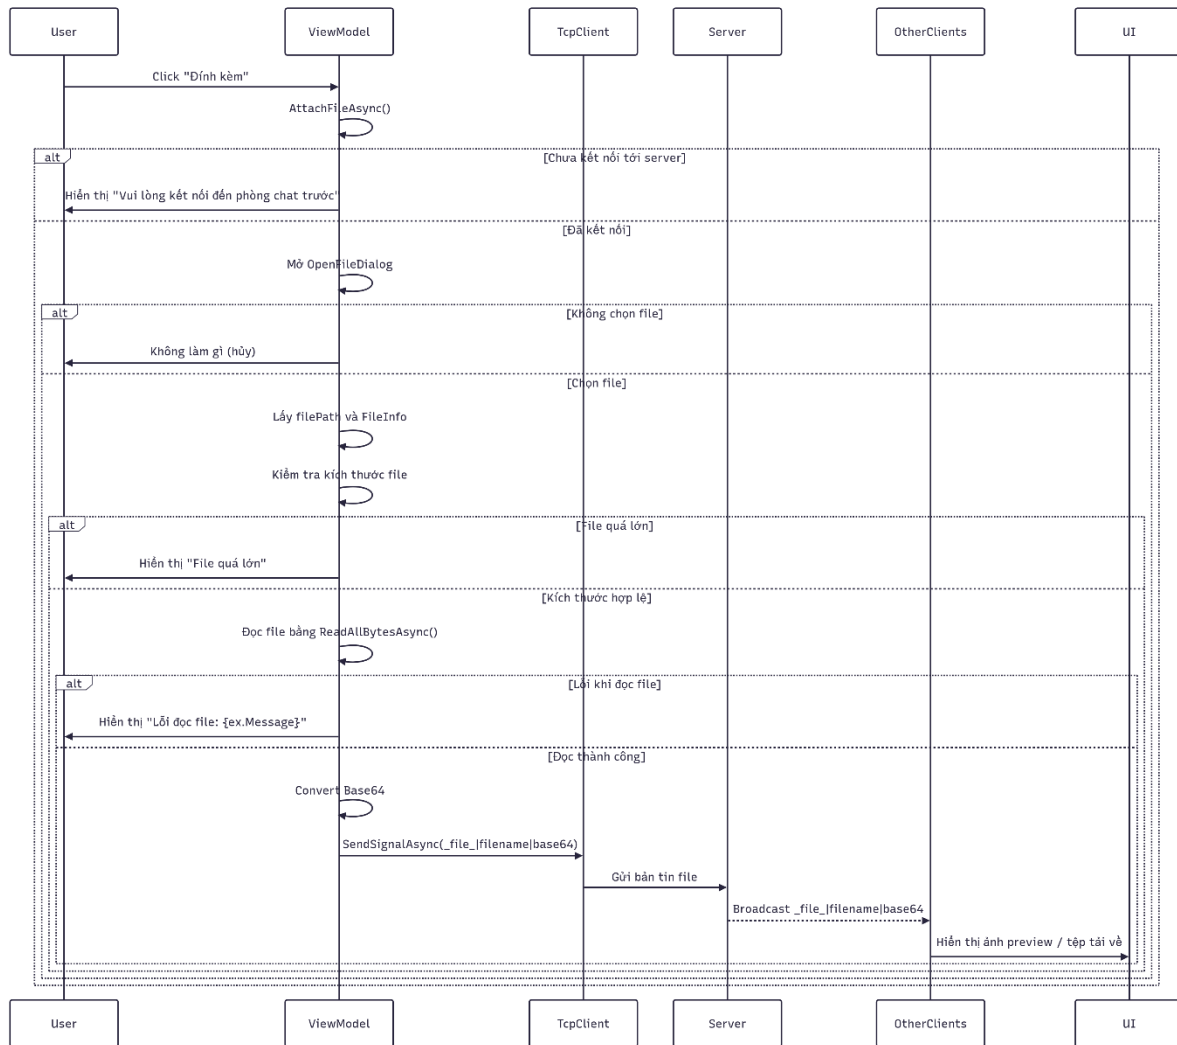 User
ViewModel
TcpClient
Server
OtherClients
UI
Click "Đính kèm"
AttachFileAsync()
alt
[Chưa kết nối tới server]
Hiển thị "Vui lòng kết nối đến phòng chat trước"
[Đã kết nối]
Mở OpenFileDialog
alt
[Không chọn file]
Không làm gì (hủy)
[Chọn file]
Lấy filePath và FileInfo
Kiểm tra kích thước file
alt
[File quá lớn]
Hiển thị "File quá lớn"
[Kích thước hợp lệ]
Đọc file bằng ReadAllBytesAsync()
alt
[Lỗi khi đọc file]
Hiển thị "Lỗi đọc file: {ex.Message}"
[Đọc thành công]
Convert Base64
SendSignalAsync(_file_|filename|base64)
Gửi bản tin file
Broadcast _file_|filename|base64
Hiển thị ảnh preview / tệp tải về
User
ViewModel
TcpClient
Server
OtherClients
UI